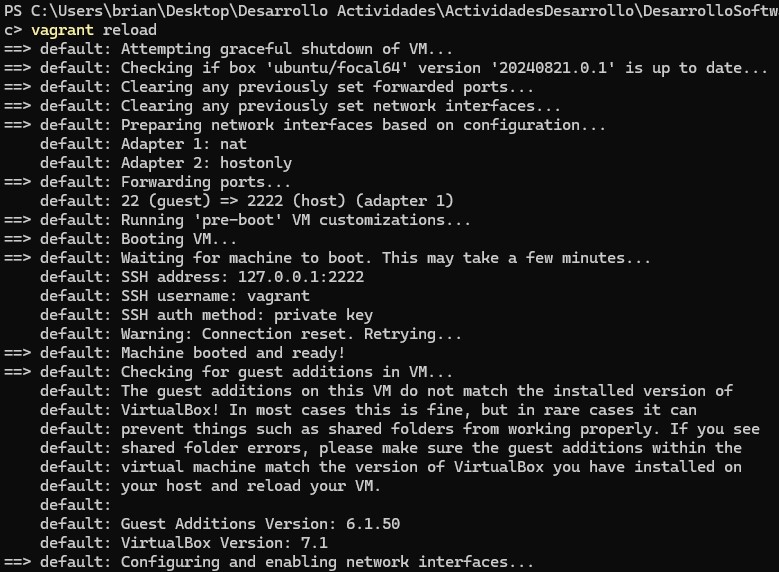 PS C:\Users\brian\Desktop\Desarrollo Actividades\ActividadesDesarrollo\DesarrolloSoftw
c> vagrant reload
==> default: Attempting graceful shutdown of VM...
==> default: Checking if box 'ubuntu/focal64' version '20240821.0.1' is up to date...
==> default: Clearing any previously set forwarded ports...
==> default: Clearing any previously set network interfaces...
==> default: Preparing network interfaces based on configuration...
    default: Adapter 1: nat
    default: Adapter 2: hostonly
==> default: Forwarding ports...
    default: 22 (guest) => 2222 (host) (adapter 1)
==> default: Running 'pre-boot' VM customizations...
==> default: Booting VM...
==> default: Waiting for machine to boot. This may take a few minutes...
    default: SSH address: 127.0.0.1:2222
    default: SSH username: vagrant
    default: SSH auth method: private key
    default: Warning: Connection reset. Retrying...
==> default: Machine booted and ready!
==> default: Checking for guest additions in VM...
    default: The guest additions on this VM do not match the installed version of
    default: VirtualBox! In most cases this is fine, but in rare cases it can
    default: prevent things such as shared folders from working properly. If you see
    default: shared folder errors, please make sure the guest additions within the
    default: virtual machine match the version of VirtualBox you have installed on
    default: your host and reload your VM.
    default:
    default: Guest Additions Version: 6.1.50
    default: VirtualBox Version: 7.1
==> default: Configuring and enabling network interfaces...